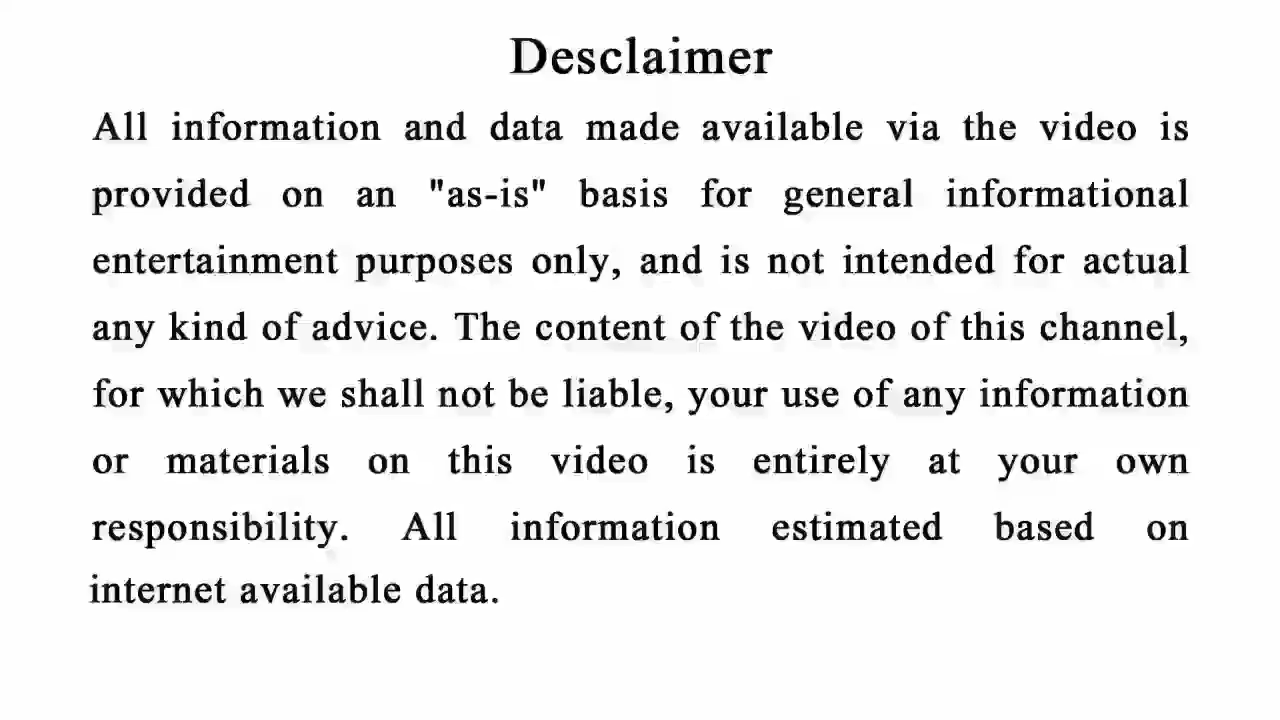 Desclaimer
All information and data made available via the video is
provided on an "as-is" basis for general informational
entertainment purposes only, and is not intended for actual
any kind of advice. The content of the video of this channel,
for which we shall not be liable, your use of any information
or materials on this video is entirely at your own
responsibility. All information estimated based on
internet available data.